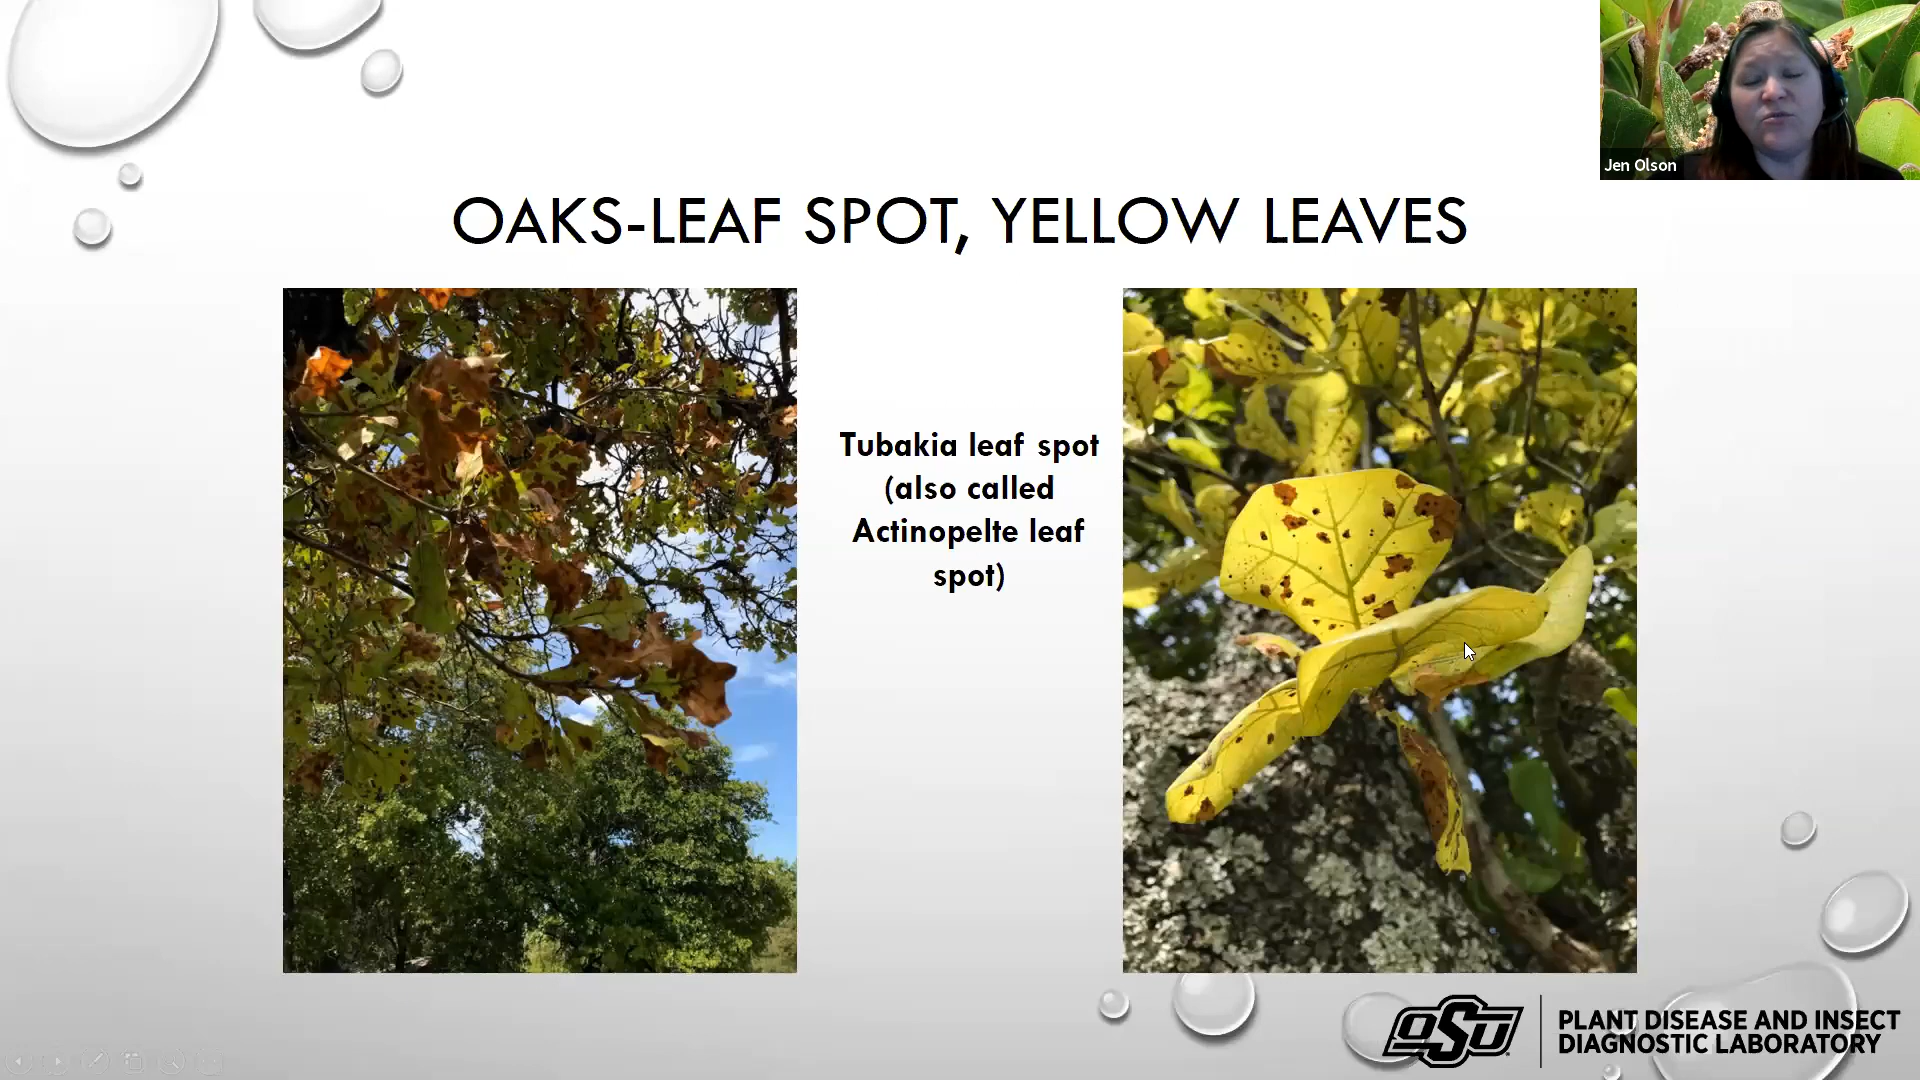 Jen Olson
OAKS-LEAF SPOT, YELLOW LEAVES
Tubakia leaf spot
(also called
Actinopelte leaf
spot)
OSU
PLANT DISEASE AND INSECT
DIAGNOSTIC LABORATORY